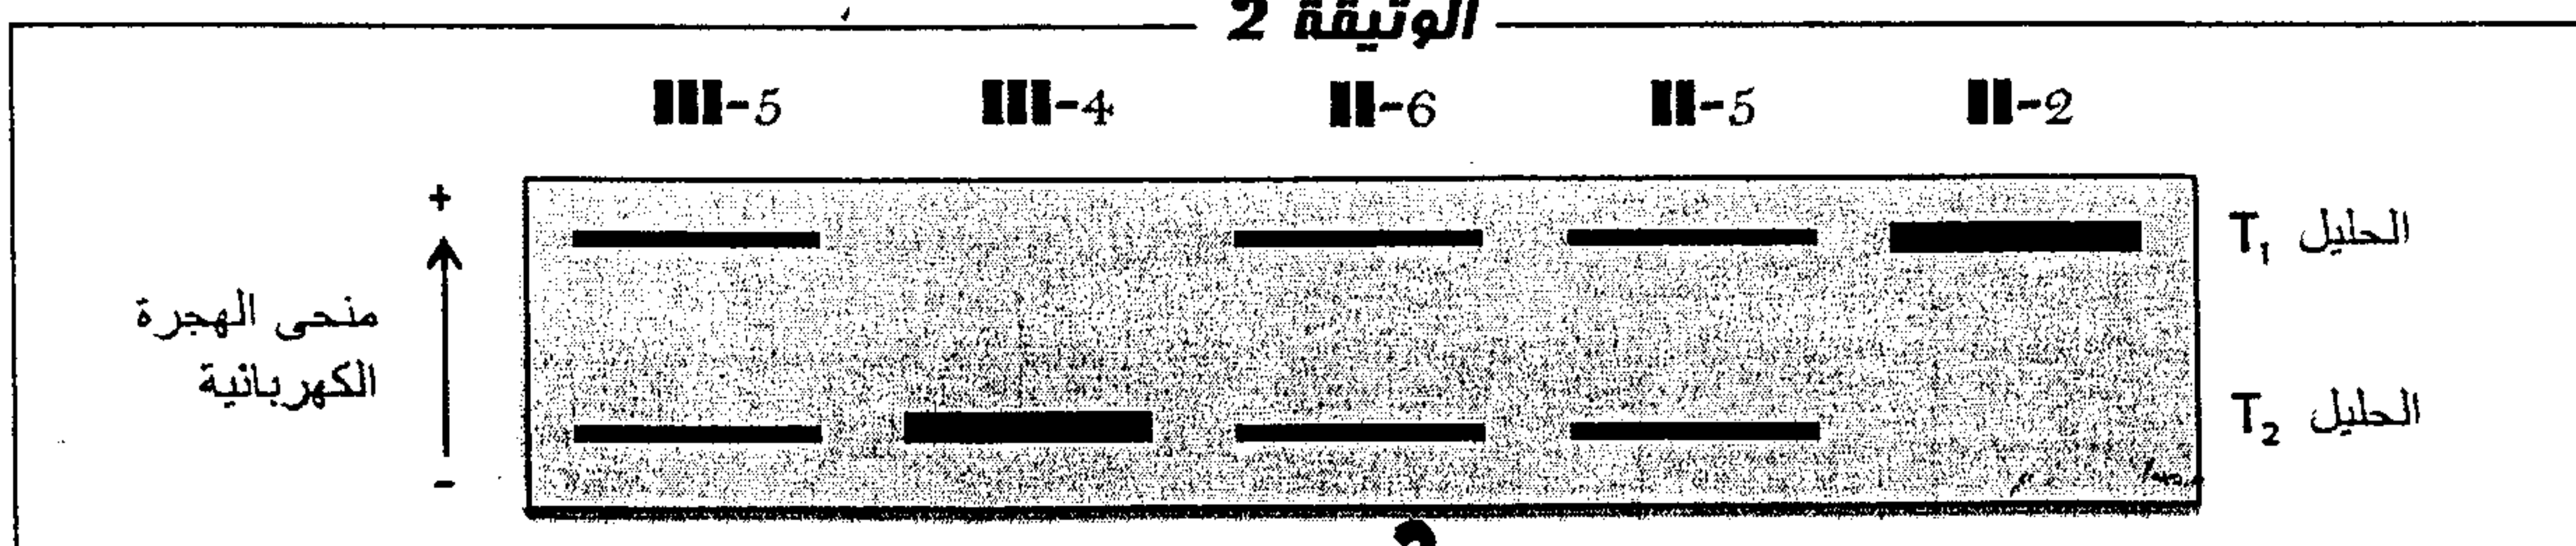 الوثيقة 2
III-5 III-4 II-6 II-5 II-2
+
الحليل T₁
منحى الهجرة
الكهربائية
الحليل T₂
-